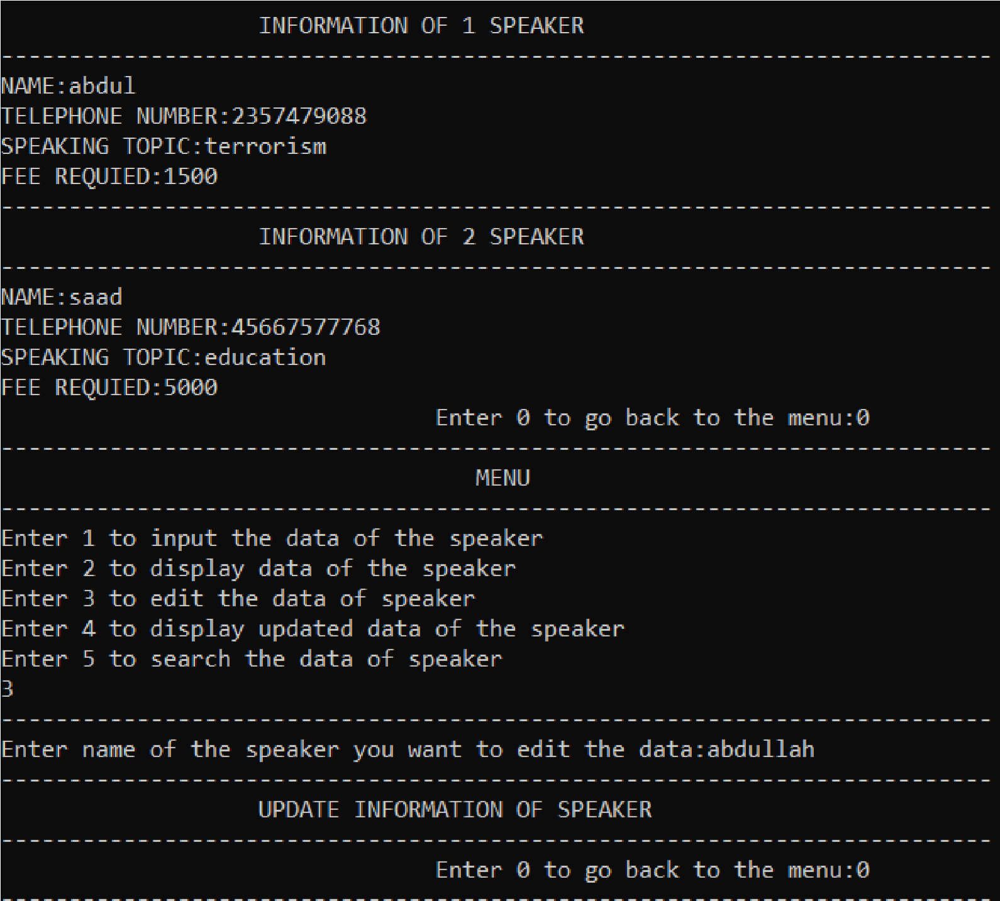 INFORMATION OF 1 SPEAKER
-------------------------------------------------------------------------
NAME:abdul
TELEPHONE NUMBER:2357479088
SPEAKING TOPIC:terrorism
FEE REQUIED:1500
-------------------------------------------------------------------------
INFORMATION OF 2 SPEAKER
-------------------------------------------------------------------------
NAME:saad
TELEPHONE NUMBER:45667577768
SPEAKING TOPIC:education
FEE REQUIED:5000
Enter 0 to go back to the menu:0
-------------------------------------------------------------------------
MENU
-------------------------------------------------------------------------
Enter 1 to input the data of the speaker
Enter 2 to display data of the speaker
Enter 3 to edit the data of speaker
Enter 4 to display updated data of the speaker
Enter 5 to search the data of speaker
3
-------------------------------------------------------------------------
Enter name of the speaker you want to edit the data:abdullah
-------------------------------------------------------------------------
UPDATE INFORMATION OF SPEAKER
-------------------------------------------------------------------------
Enter 0 to go back to the menu:0
-------------------------------------------------------------------------